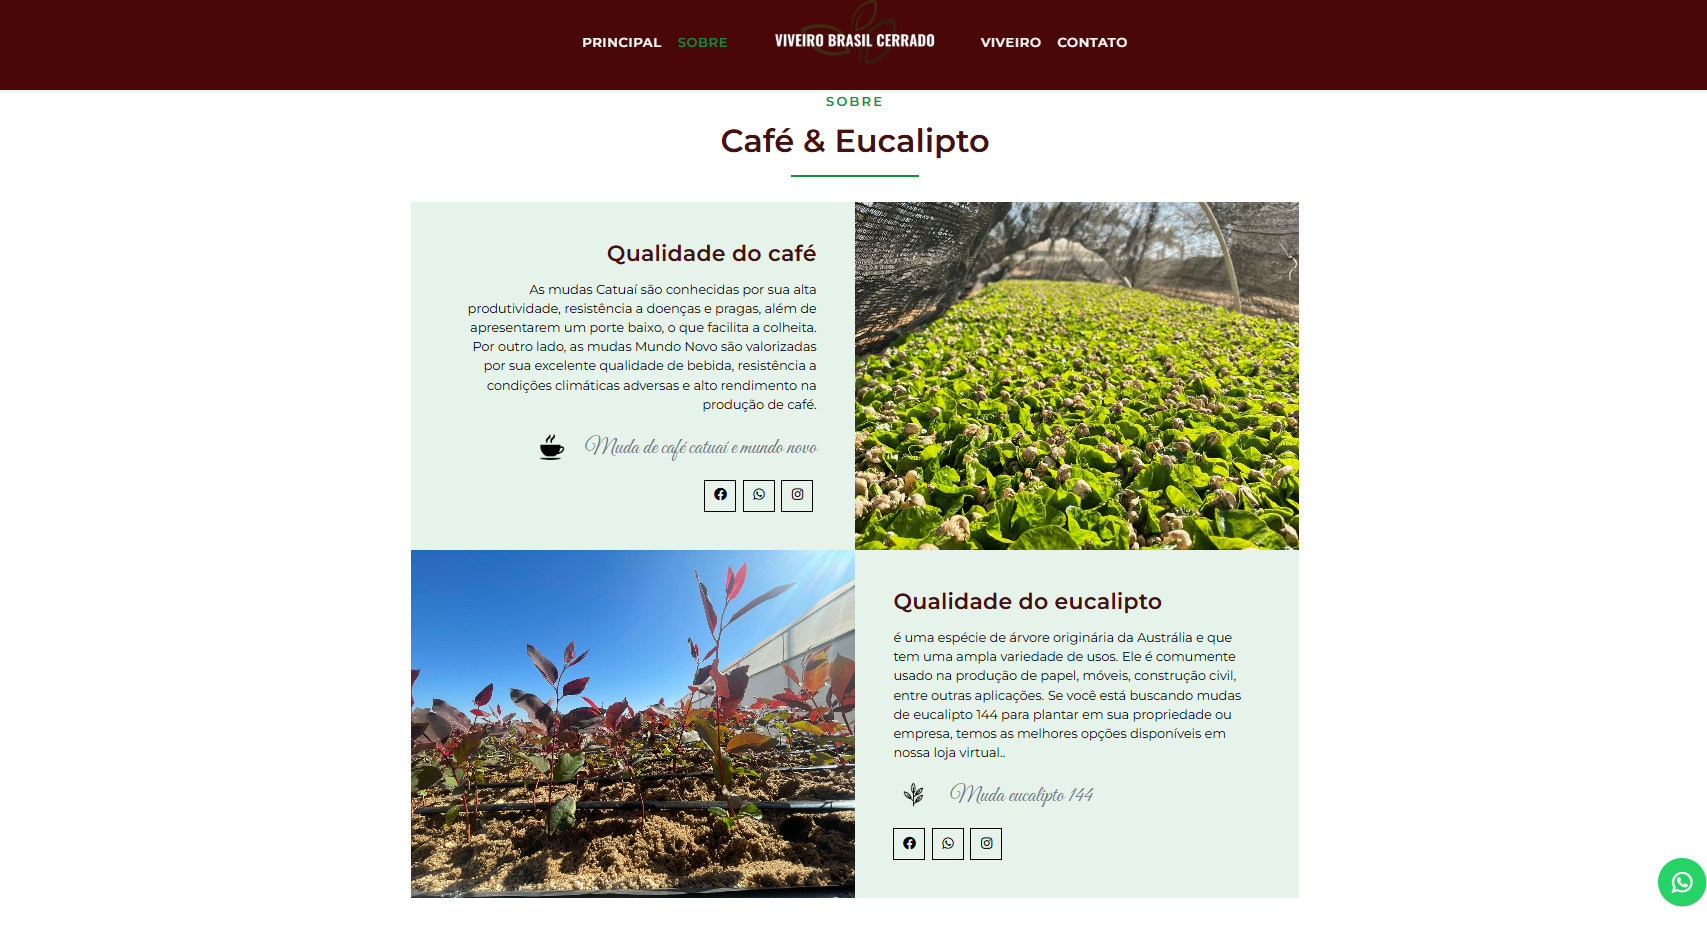 PRINCIPAL SOBRE VIVEIRO BRASIL CERRADO VIVEIRO CONTATO
SOBRE
Café & Eucalipto
Qualidade do café
As mudas Catuaí são conhecidas por sua alta
produtividade, resistência a doenças e pragas, além de
apresentarem um porte baixo, o que facilita a colheita.
Por outro lado, as mudas Mundo Novo são valorizadas
por sua excelente qualidade de bebida, resistência a
condições climáticas adversas e alto rendimento na
produção de café.
Muda de café catuaí e mundo novo
Qualidade do eucalipto
é uma espécie de árvore originária da Austrália e que
tem uma ampla variedade de usos. Ele é comumente
usado na produção de papel, móveis, construção civil,
entre outras aplicações. Se você está buscando mudas
de eucalipto 144 para plantar em sua propriedade ou
empresa, temos as melhores opções disponíveis em
nossa loja virtual..
Muda eucalipto 144